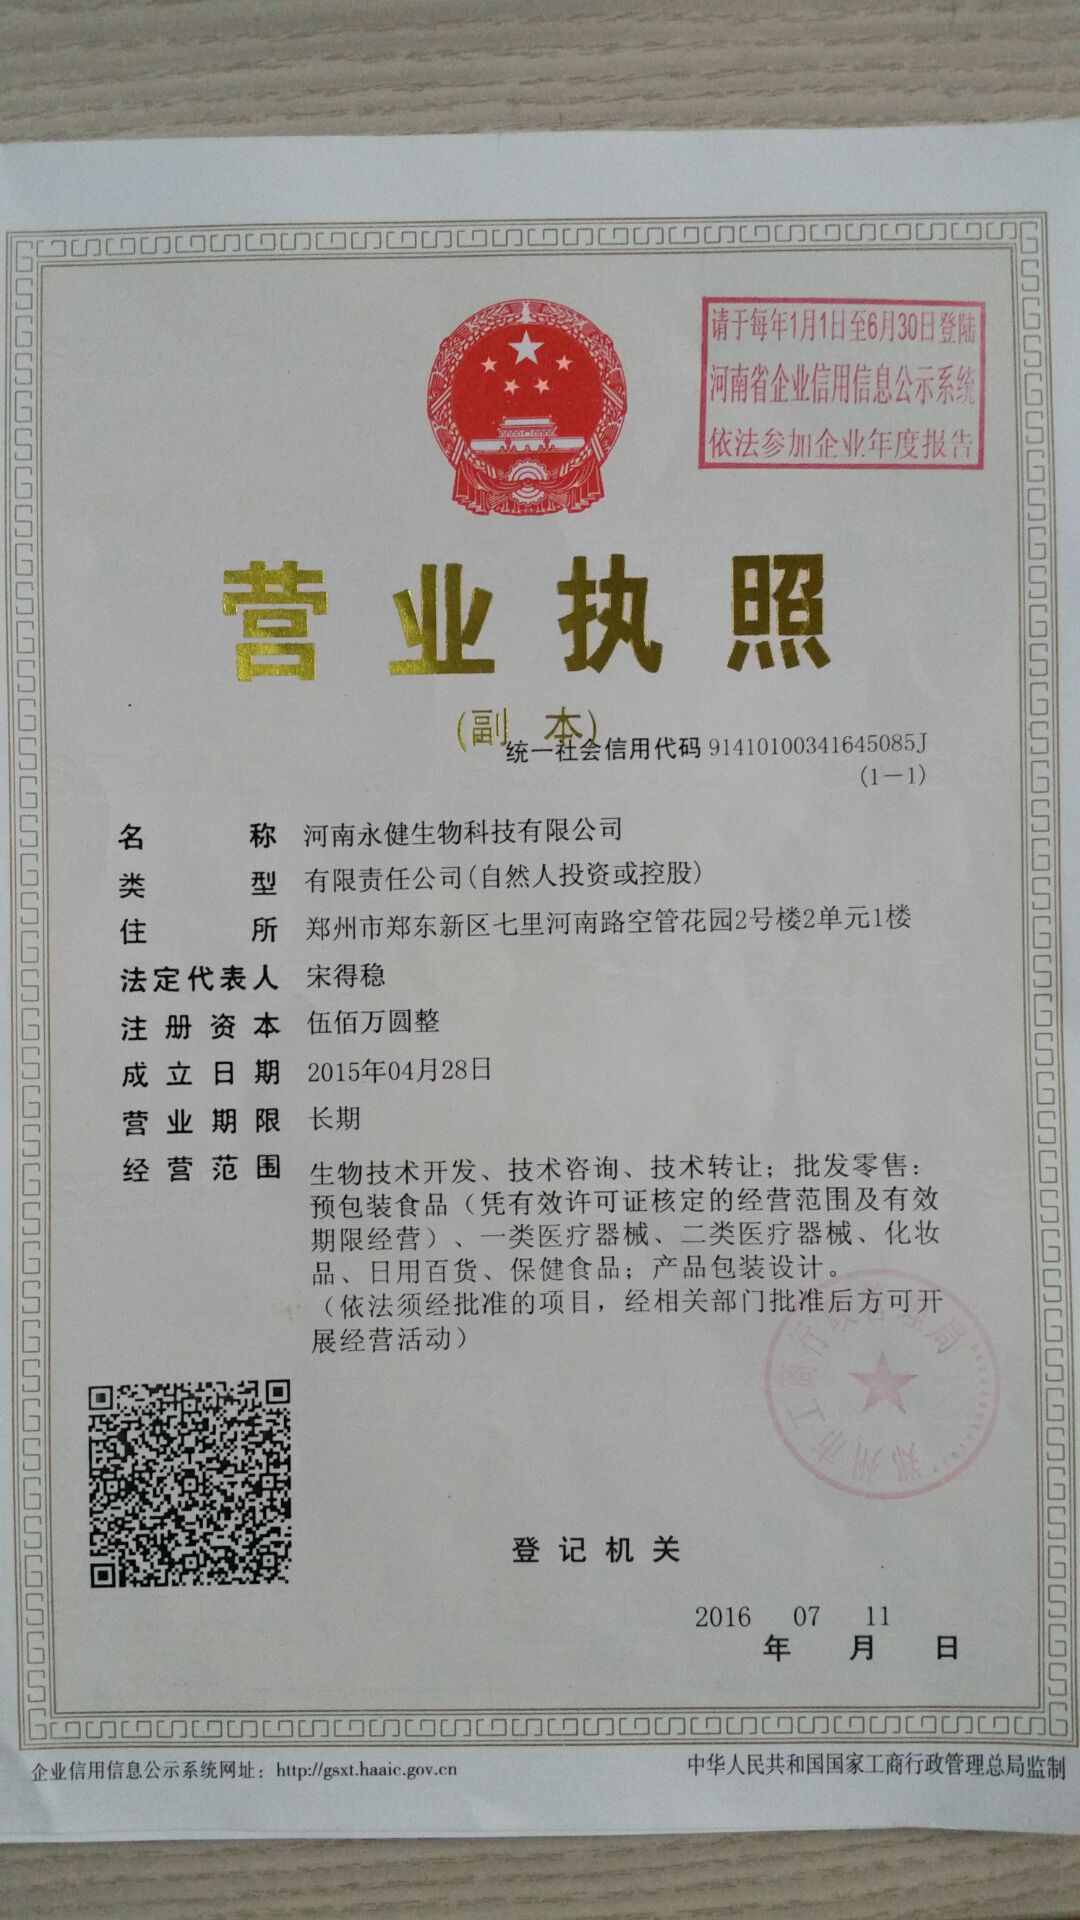 请于每年1月1日至6月30日登陆
河南省企业信用信息公示系统
依法参加企业年度报告
营业执照
(副 本)
统一社会信用代码 91410100341645085J
(1-1)
名 称 河南永健生物科技有限公司
类 型 有限责任公司(自然人投资或控股)
住 所 郑州市郑东新区七里河南路空管花园2号楼2单元1楼
法定代表人 宋得稳
注册资本 伍佰万圆整
成立日期 2015年04月28日
营业期限 长期
经营范围 生物技术开发、技术咨询、技术转让；批发零售：
预包装食品（凭有效许可证核定的经营范围及有效
期限经营）、一类医疗器械、二类医疗器械、化妆
品、日用百货、保健食品；产品包装设计。
（依法须经批准的项目，经相关部门批准后方可开
展经营活动）
郑州市工商行政管理局
登记机关
2016 07 11
年 月 日
企业信用信息公示系统网址：http://gsxt.haaic.gov.cn
中华人民共和国国家工商行政管理总局监制